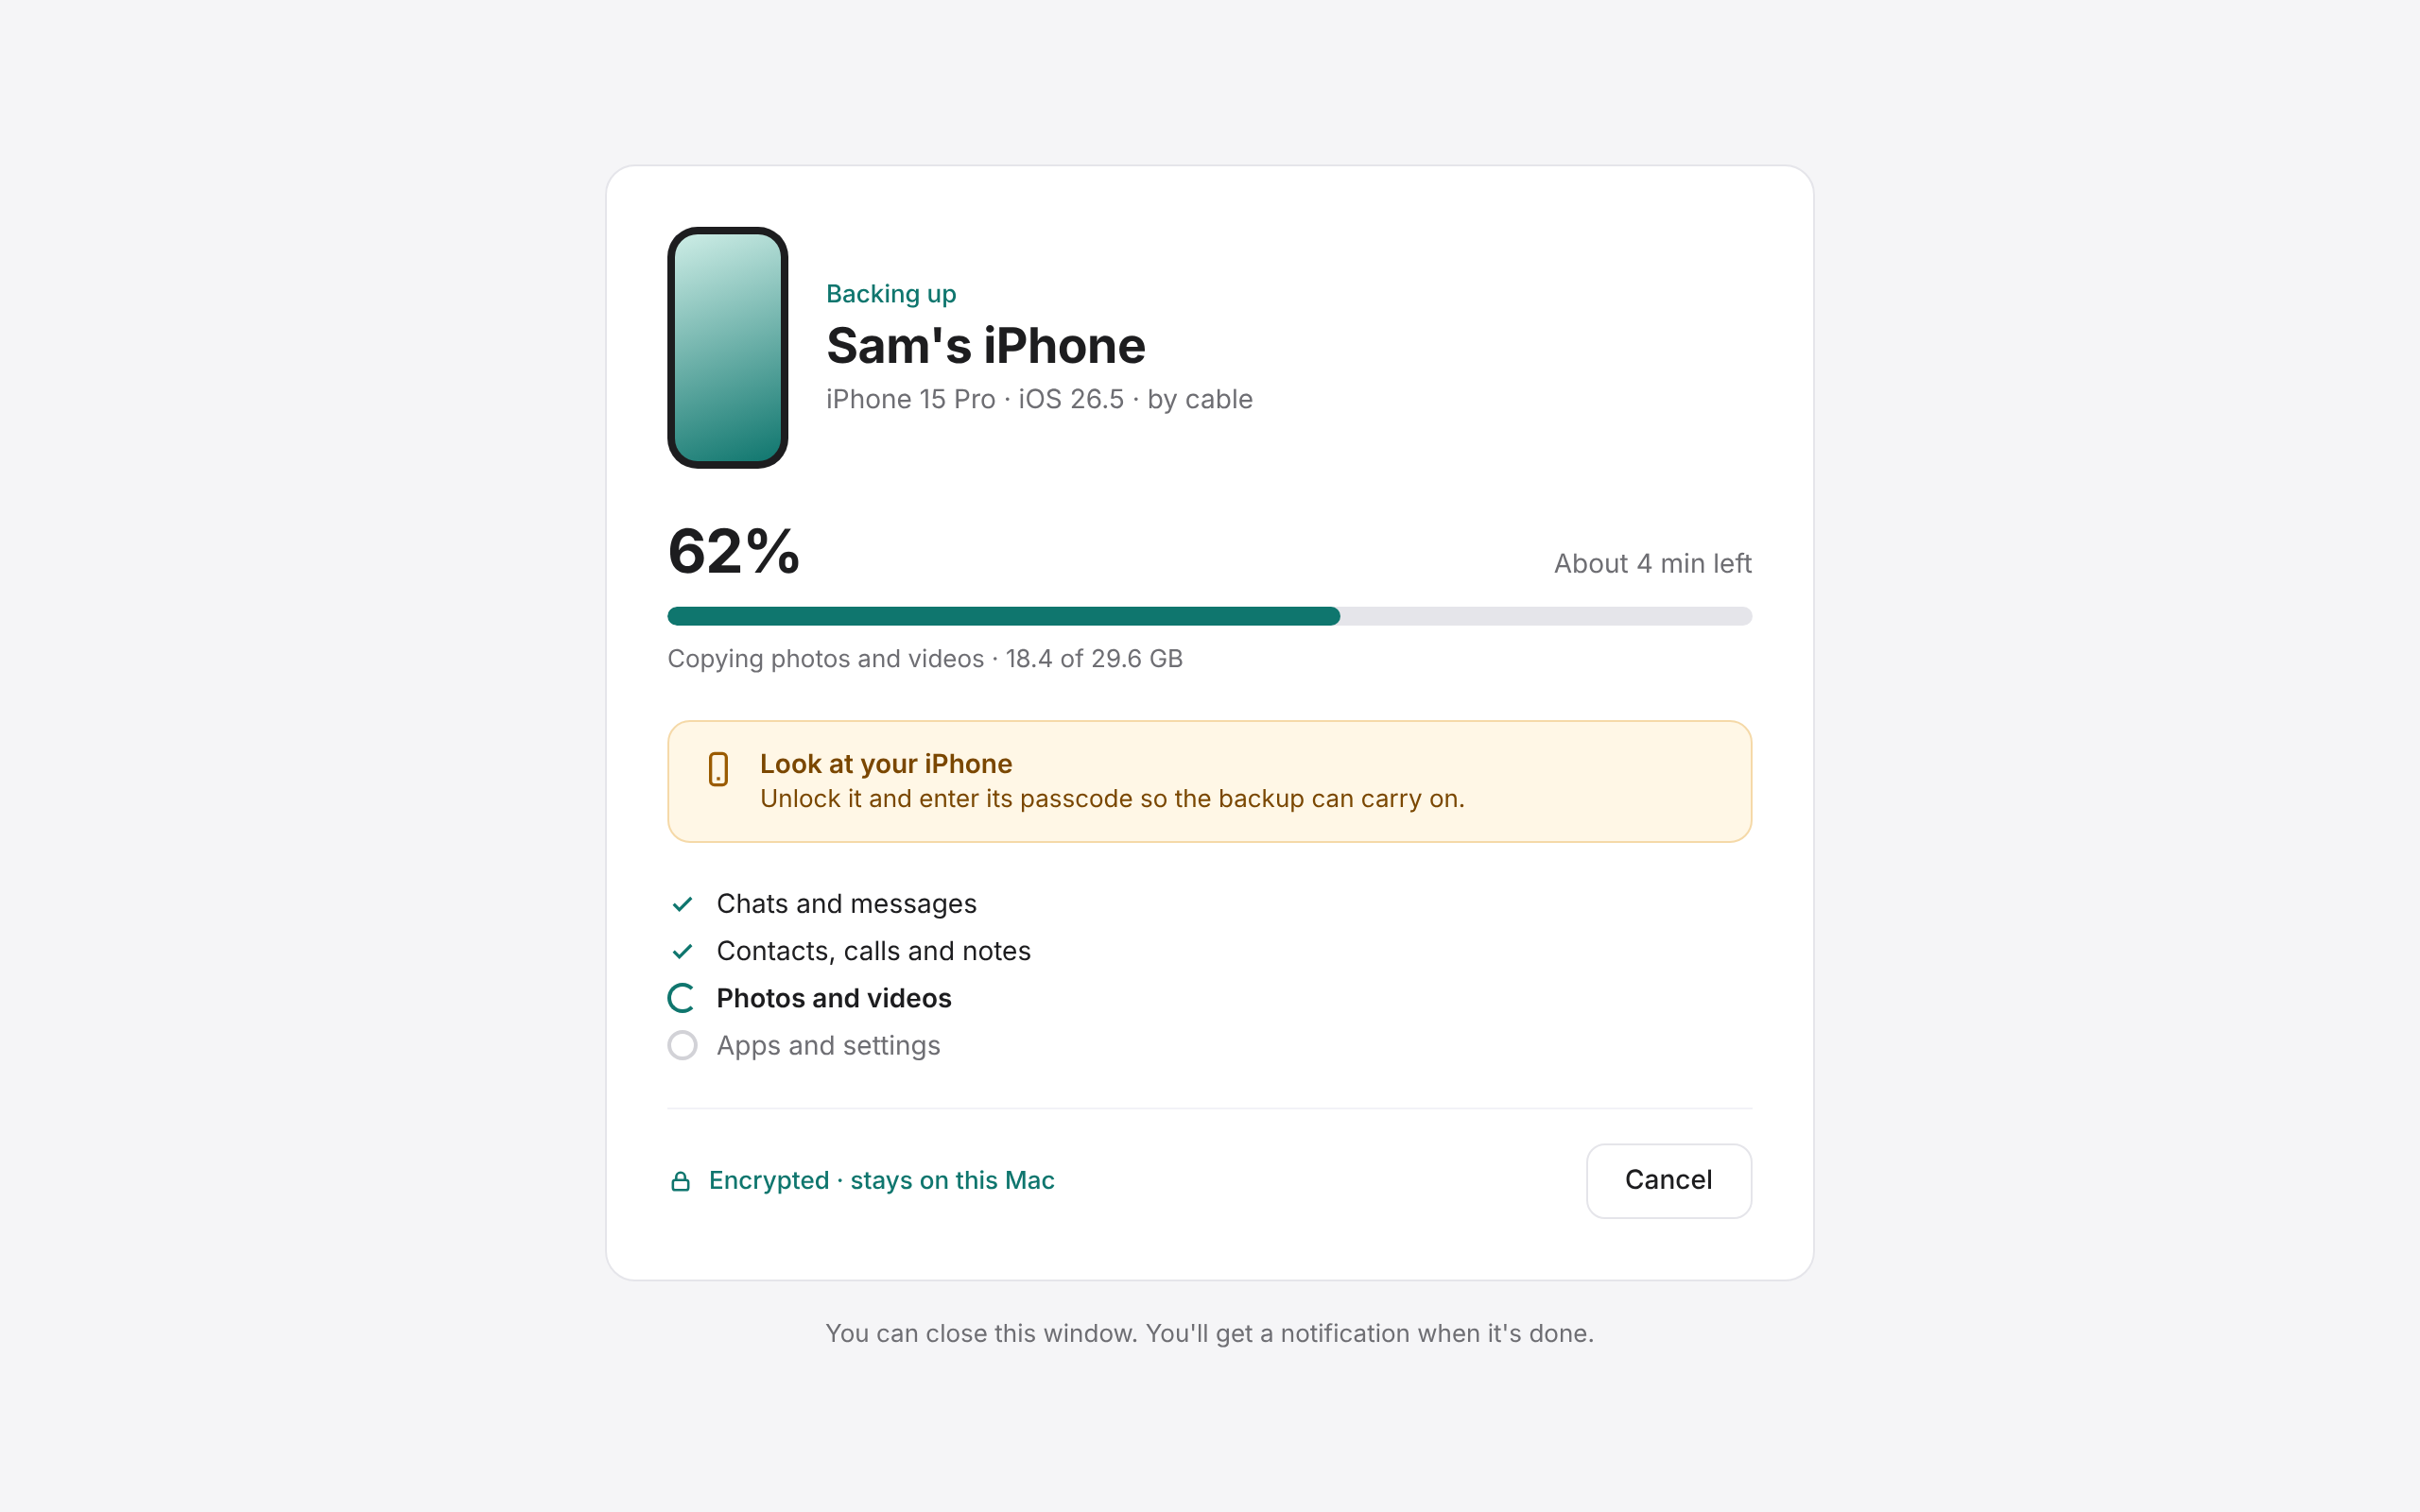 Backing up
Sam's iPhone
iPhone 15 Pro · iOS 26.5 · by cable
62%
About 4 min left
Copying photos and videos · 18.4 of 29.6 GB
Look at your iPhone
Unlock it and enter its passcode so the backup can carry on.
Chats and messages
Contacts, calls and notes
Photos and videos
Apps and settings
Encrypted · stays on this Mac
Cancel
You can close this window. You'll get a notification when it's done.